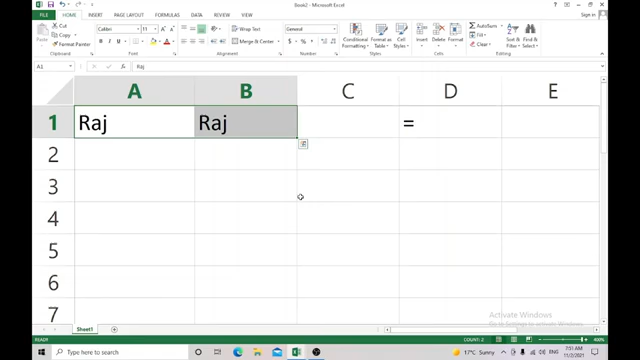 Book2 - Microsoft Excel
FILE HOME INSERT PAGE LAYOUT FORMULAS DATA REVIEW VIEW Sign in
Cut
Copy
Format Painter
Paste
Clipboard
Calibri 11
B I U
Font
Wrap Text
Merge & Center
Alignment
General
$ % ,
Number
Conditional Formatting
Format as Table
Cell Styles
Styles
Insert Delete Format
Cells
AutoSum
Fill
Clear
Sort & Filter
Find & Select
Editing
A1 fx Raj
A B C D E
1 Raj Raj =
2
3
4
5
6
7
Activate Windows
Go to Settings to activate Windows.
Sheet1
READY COUNT: 2 400%
Type here to search
17°C Sunny ENG 7:51 AM
11/2/2021